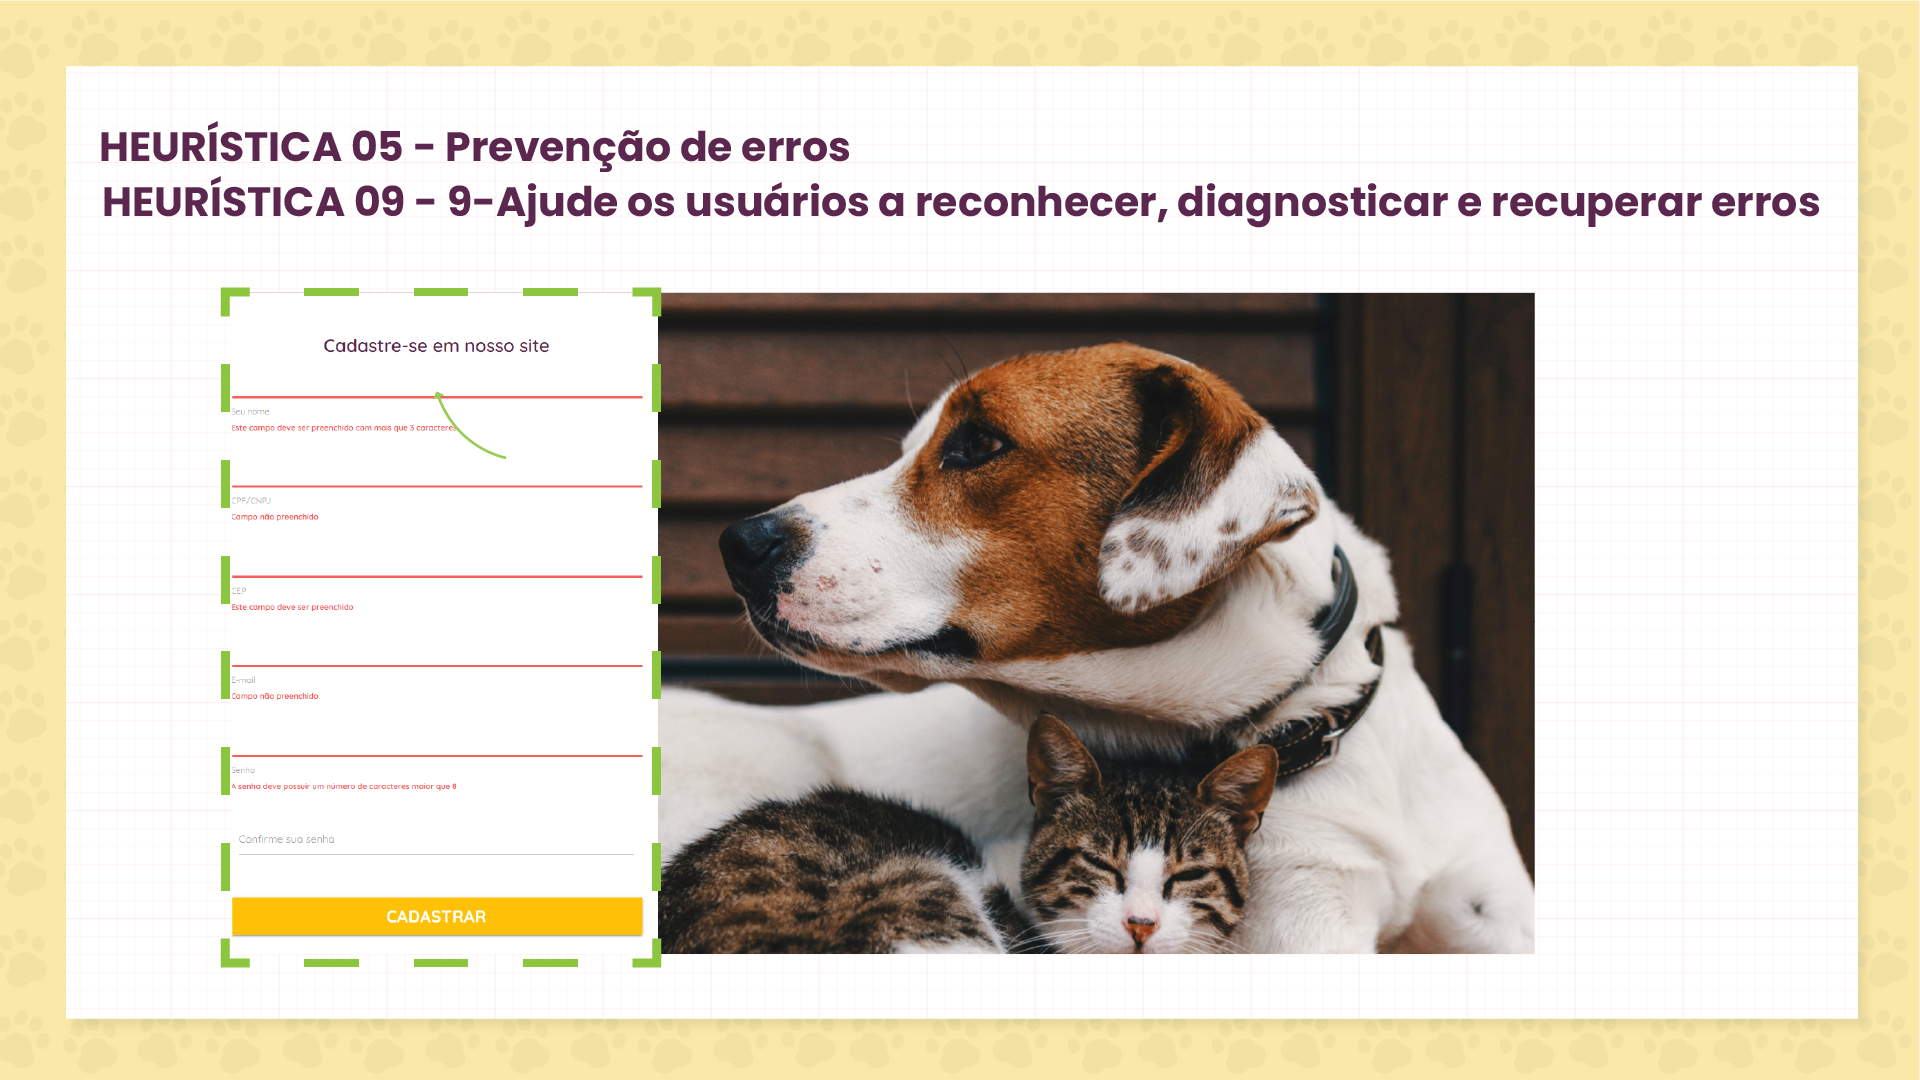 HEURÍSTICA 05 - Prevenção de erros
HEURÍSTICA 09 - 9-Ajude os usuários a reconhecer, diagnosticar e recuperar erros
Cadastre-se em nosso site
Seu nome
Este campo deve ser preenchido com mais que 3 caracteres
CPF/CNPJ
Campo não preenchido
CEP
Este campo deve ser preenchido
E-mail
Campo não preenchido
Senha
A senha deve possuir um número de caracteres maior que 8
Confirme sua senha
CADASTRAR